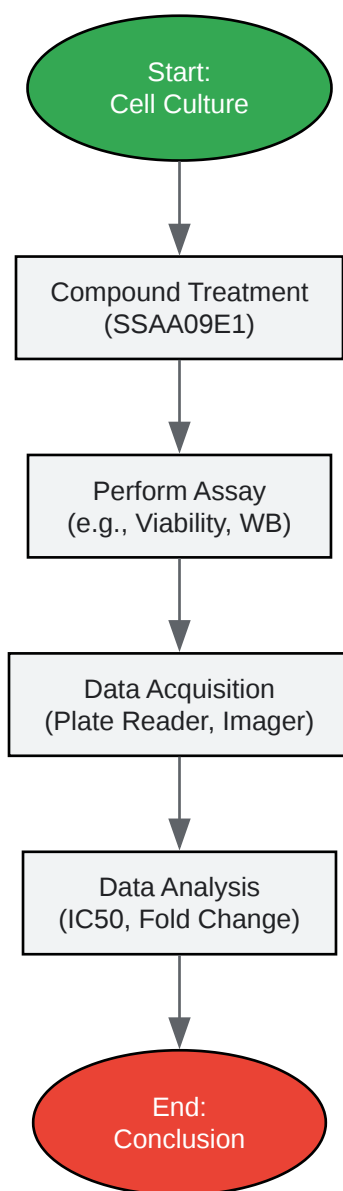 Start:
Cell Culture
Compound Treatment
(SSAA09E1)
Perform Assay
(e.g., Viability, WB)
Data Acquisition
(Plate Reader, Imager)
Data Analysis
(IC50, Fold Change)
End:
Conclusion